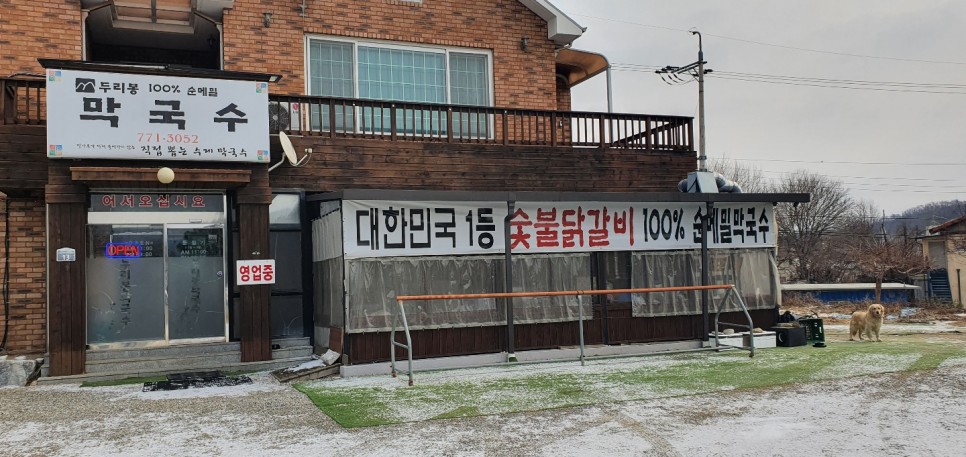 두리봉 100% 순메밀
막국수
771-3052
직접 뽑는 수제 막국수
어서오십시요
OPEN
영업중
13
대한민국 1등 숯불닭갈비 100% 순메밀막국수